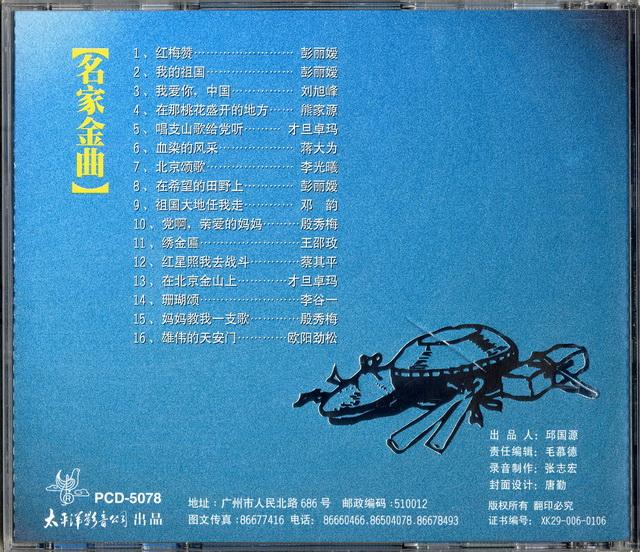 【名家金曲】
1、红梅赞……………………彭丽媛
2、我的祖国…………………彭丽媛
3、我爱你，中国……………刘旭峰
4、在那桃花盛开的地方……熊家源
5、唱支山歌给党听………才旦卓玛
6、血染的风采………………蒋大为
7、北京颂歌…………………李光曦
8、在希望的田野上…………彭丽媛
9、祖国大地任我走…………邓 韵
10、党啊，亲爱的妈妈………殷秀梅
11、绣金匾……………………王邵玫
12、红星照我去战斗…………蔡其平
13、在北京金山上…………才旦卓玛
14、珊瑚颂……………………李谷一
15、妈妈教我一支歌…………殷秀梅
16、雄伟的天安门…………欧阳劲松
出 品 人：邱国源
责任编辑：毛慕德
录音制作：张志宏
封面设计：唐勤
PCD-5078
太平洋影音公司 出品
地址：广州市人民北路686号 邮政编码：510012
图文传真：86677416 电话： 86660466.86504078.86678493
版权所有 翻印必究
证书编号：XK29-006-0106